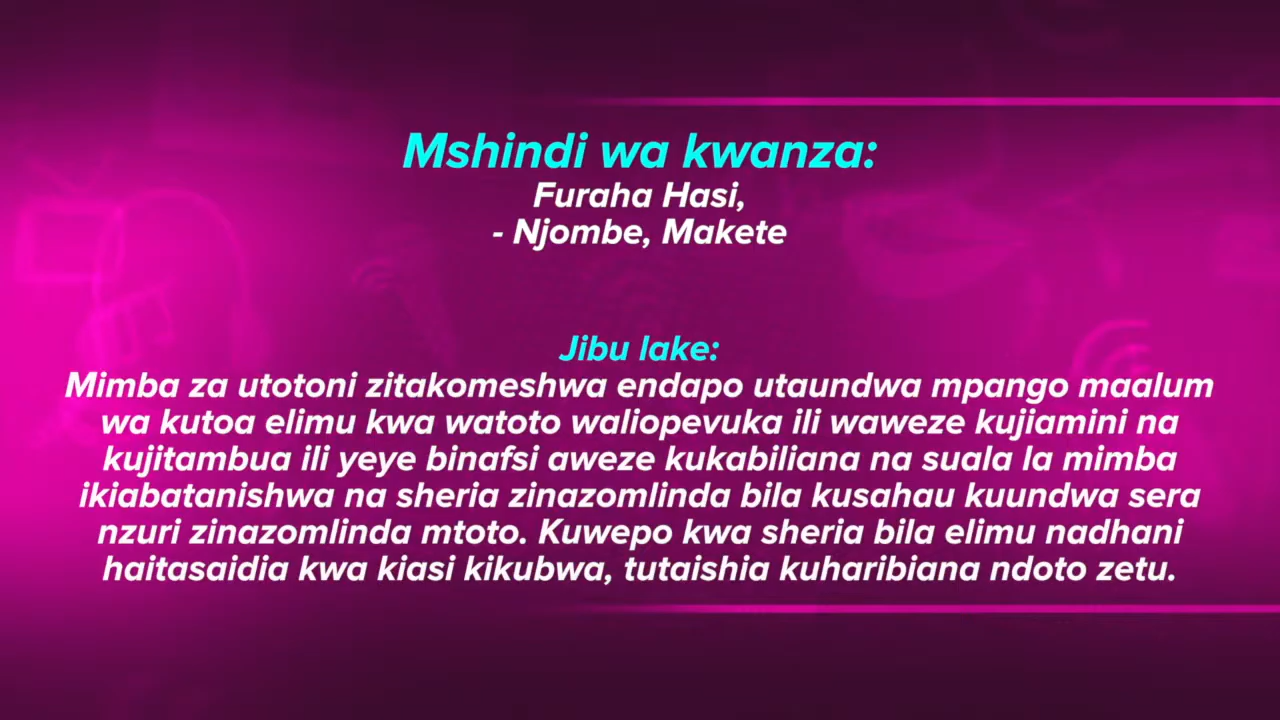 Mshindi wa kwanza:
Furaha Hasi,
- Njombe, Makete
Jibu lake:
Mimba za utotoni zitakomeshwa endapo utaundwa mpango maalum
wa kutoa elimu kwa watoto waliopevuka ili waweze kujiamini na
kujitambua ili yeye binafsi aweze kukabiliana na suala la mimba
ikiabatanishwa na sheria zinazomlinda bila kusahau kuundwa sera
nzuri zinazomlinda mtoto. Kuwepo kwa sheria bila elimu nadhani
haitasaidia kwa kiasi kikubwa, tutaishia kuharibiana ndoto zetu.